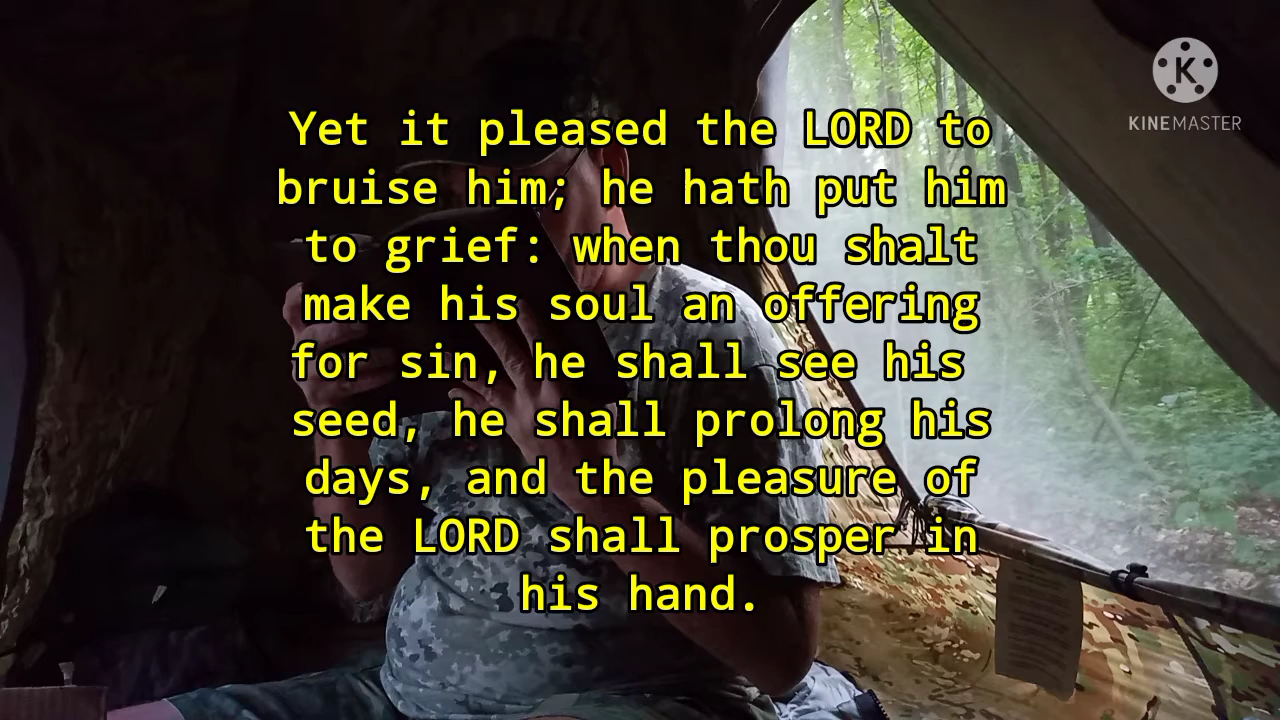 Yet it pleased the LORD to
bruise him; he hath put him
to grief: when thou shalt
make his soul an offering
for sin, he shall see his
seed, he shall prolong his
days, and the pleasure of
the LORD shall prosper in
his hand.
K
KINEMASTER